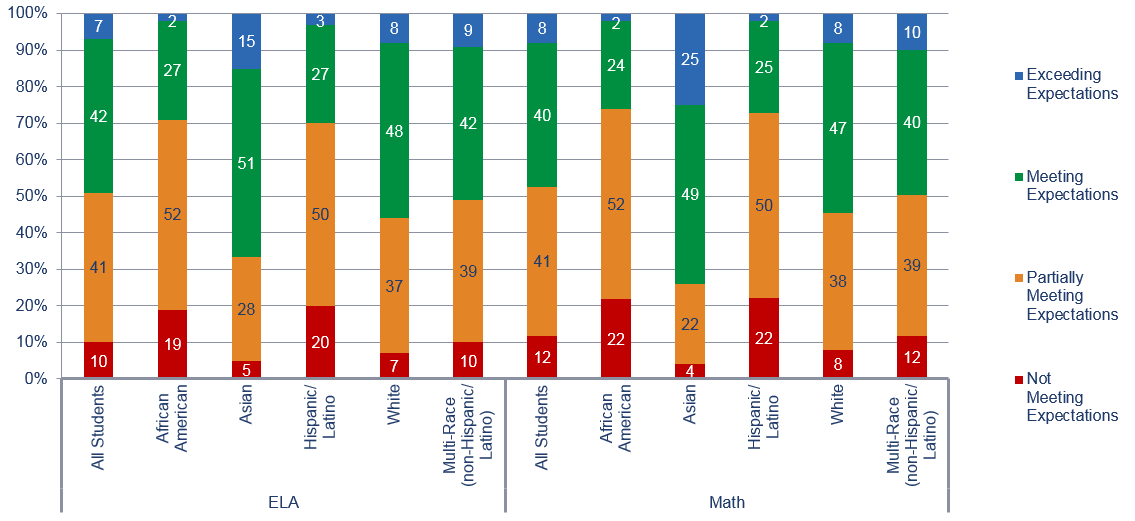 100%
90%
80%
70%
60%
50%
40%
30%
20%
10%
0%
7
42
41
10
2
27
52
19
15
51
28
5
3
27
50
20
8
48
37
7
9
42
39
10
8
40
41
12
2
24
52
22
25
49
22
4
2
25
50
22
8
47
38
8
10
40
39
12
All Students
African
American
Asian
Hispanic/
Latino
White
Multi-Race
(non-Hispanic/
Latino)
All Students
African
American
Asian
Hispanic/
Latino
White
Multi-Race
(non-Hispanic/
Latino)
ELA
Math
Exceeding
Expectations
Meeting
Expectations
Partially
Meeting
Expectations
Not
Meeting
Expectations